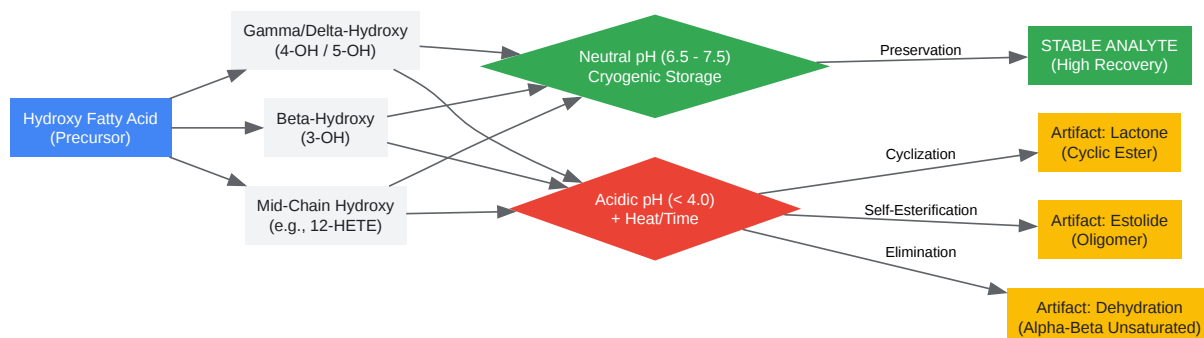 Hydroxy Fatty Acid
(Precursor)
Gamma/Delta-Hydroxy
(4-OH / 5-OH)
Beta-Hydroxy
(3-OH)
Mid-Chain Hydroxy
(e.g., 12-HETE)
Neutral pH (6.5 - 7.5)
Cryogenic Storage
Acidic pH (< 4.0)
+ Heat/Time
Preservation
Cyclization
Self-Esterification
Elimination
STABLE ANALYTE
(High Recovery)
Artifact: Lactone
(Cyclic Ester)
Artifact: Estolide
(Oligomer)
Artifact: Dehydration
(Alpha-Beta Unsaturated)